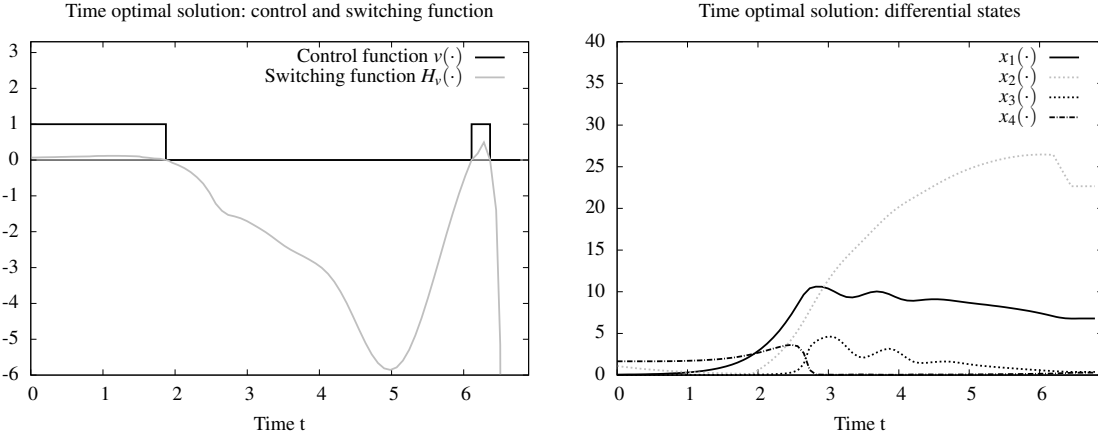 Time optimal solution: control and switching function
3
2
1
0
-1
-2
-3
-4
-5
-6
0 1 2 3 4 5 6
Time t
Control function v(·)
Switching function H_v(·)
Time optimal solution: differential states
40
35
30
25
20
15
10
5
0
0 1 2 3 4 5 6
Time t
x_1(·)
x_2(·)
x_3(·)
x_4(·)